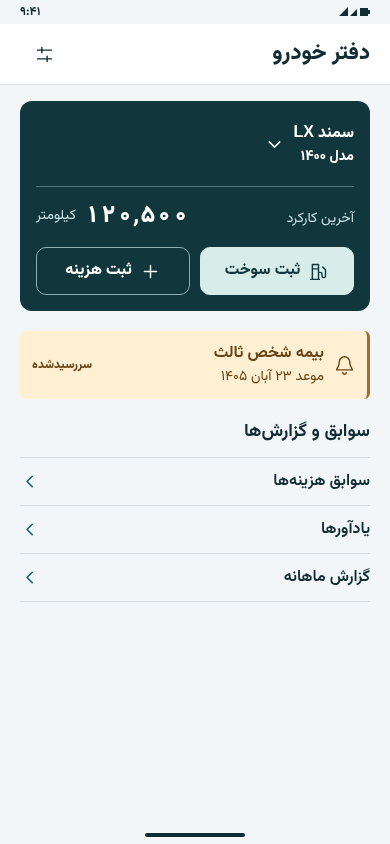 ۹:۴۱
دفتر خودرو
سمند LX
مدل ۱۴۰۰
آخرین کارکرد
۱۲۰,۵۰۰ کیلومتر
ثبت سوخت
ثبت هزینه
بیمه شخص ثالث
موعد ۲۳ آبان ۱۴۰۵
سررسیدشده
سوابق و گزارش‌ها
سوابق هزینه‌ها
یادآورها
گزارش ماهانه